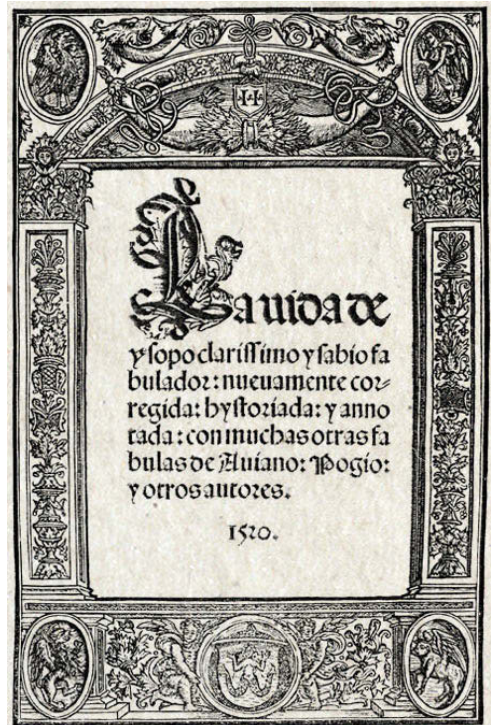 La vida de
ysopo clarissimo y sabio fa
bulador: nueuamente cor-
regida: hystoriada: y anno
tada: con muchas otras fa
bulas de Auiano: Pogio:
y otros autores.
1520.